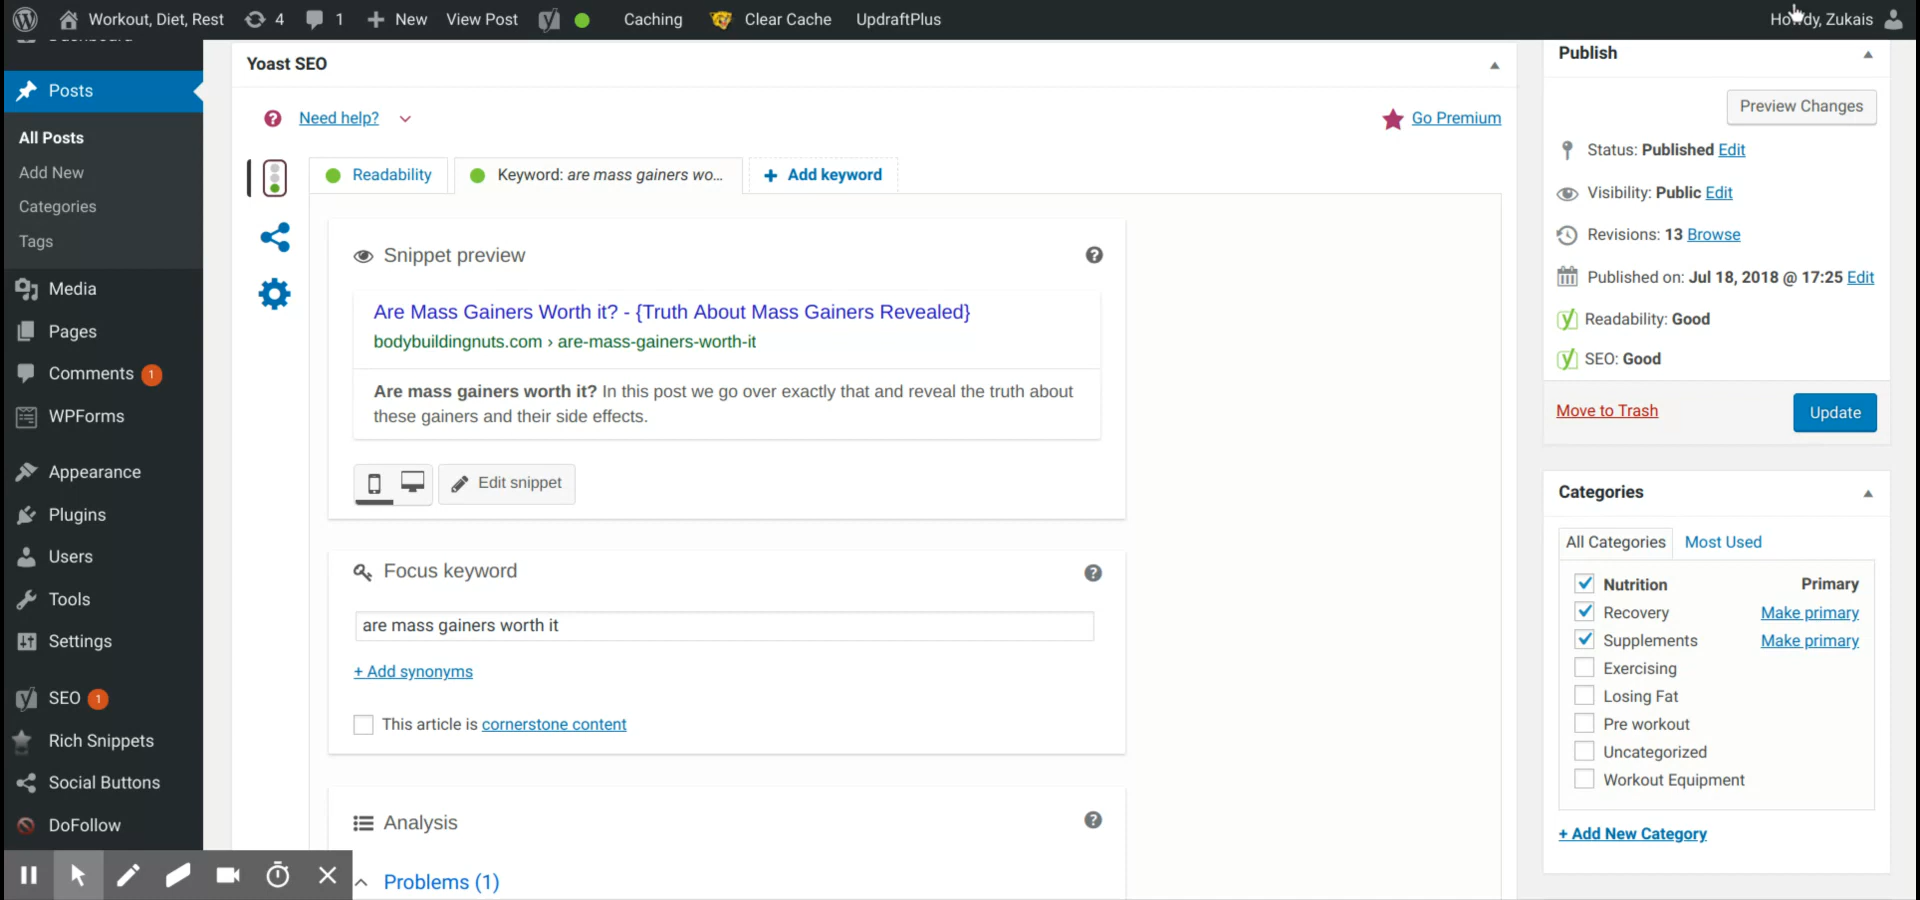 Workout, Diet, Rest 4 1 New View Post Caching Clear Cache UpdraftPlus Howdy, Zukais
Dashboard
Posts
All Posts
Add New
Categories
Tags
Media
Pages
Comments 1
WPForms
Appearance
Plugins
Users
Tools
Settings
SEO 1
Rich Snippets
Social Buttons
DoFollow
Yoast SEO
Need help?
Go Premium
Readability
Keyword: are mass gainers wo...
+ Add keyword
Snippet preview
Are Mass Gainers Worth it? - {Truth About Mass Gainers Revealed}
bodybuildingnuts.com › are-mass-gainers-worth-it
Are mass gainers worth it? In this post we go over exactly that and reveal the truth about
these gainers and their side effects.
Edit snippet
Focus keyword
are mass gainers worth it
+ Add synonyms
This article is cornerstone content
Analysis
Problems (1)
Publish
Preview Changes
Status: Published Edit
Visibility: Public Edit
Revisions: 13 Browse
Published on: Jul 18, 2018 @ 17:25 Edit
Readability: Good
SEO: Good
Move to Trash
Update
Categories
All Categories
Most Used
Nutrition Primary
Recovery Make primary
Supplements Make primary
Exercising
Losing Fat
Pre workout
Uncategorized
Workout Equipment
+ Add New Category